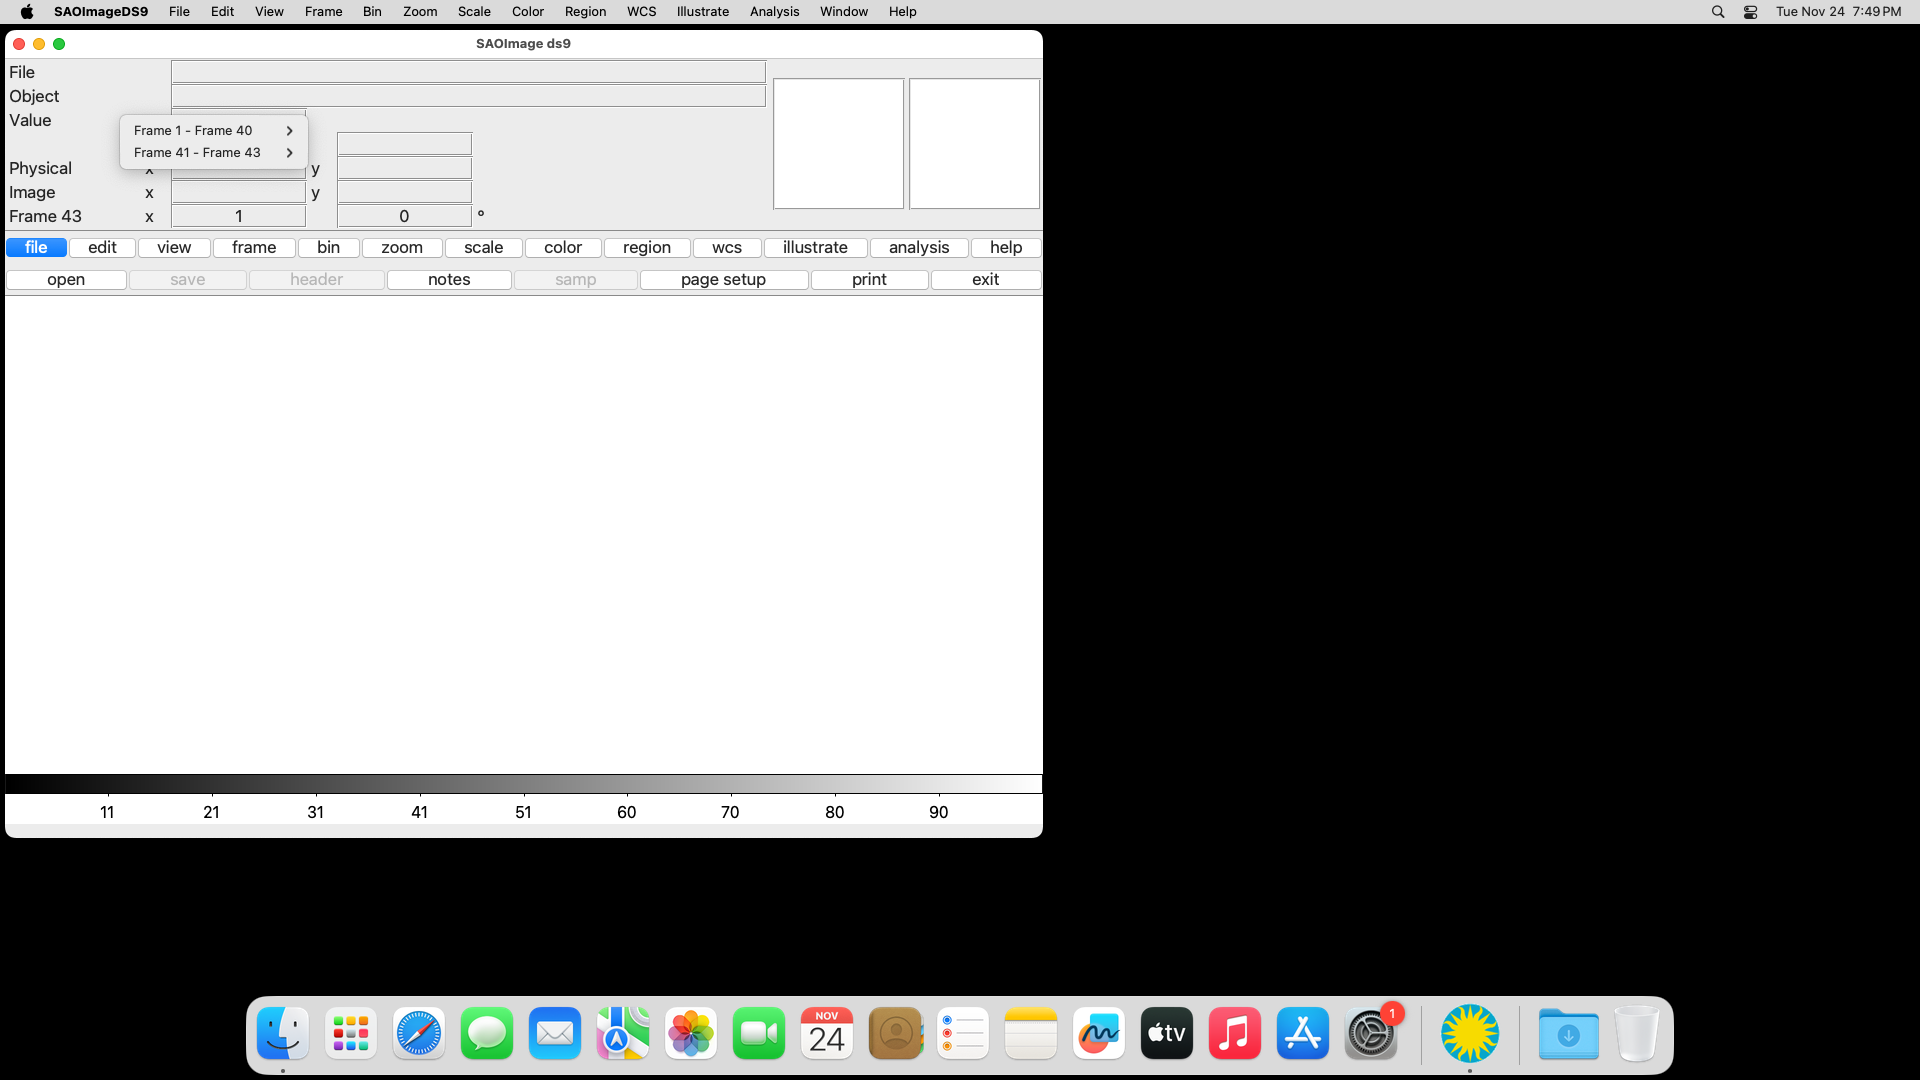 SAOImageDS9 File Edit View Frame Bin Zoom Scale Color Region WCS Illustrate Analysis Window Help Tue Nov 24 7:49 PM
SAOImage ds9
File
Object
Value
Frame 1 - Frame 40
Frame 41 - Frame 43
Physical x y
Image x y
Frame 43 x 1 0 °
file edit view frame bin zoom scale color region wcs illustrate analysis help
open save header notes samp page setup print exit
11 21 31 41 51 60 70 80 90
NOV
24
tv
1